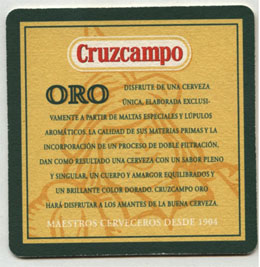 Cruzcampo
ORO DISFRUTE DE UNA CERVEZA
ÚNICA, ELABORADA EXCLUSI-
VAMENTE A PARTIR DE MALTAS ESPECIALES Y LÚPULOS
AROMÁTICOS. LA CALIDAD DE SUS MATERIAS PRIMAS Y LA
INCORPORACIÓN DE UN PROCESO DE DOBLE FILTRACIÓN,
DAN COMO RESULTADO UNA CERVEZA CON UN SABOR PLENO
Y SINGULAR, UN CUERPO Y AMARGOR EQUILIBRADOS Y
UN BRILLANTE COLOR DORADO. CRUZCAMPO ORO
HARÁ DISFRUTAR A LOS AMANTES DE LA BUENA CERVEZA.
MAESTROS CERVECEROS DESDE 1904